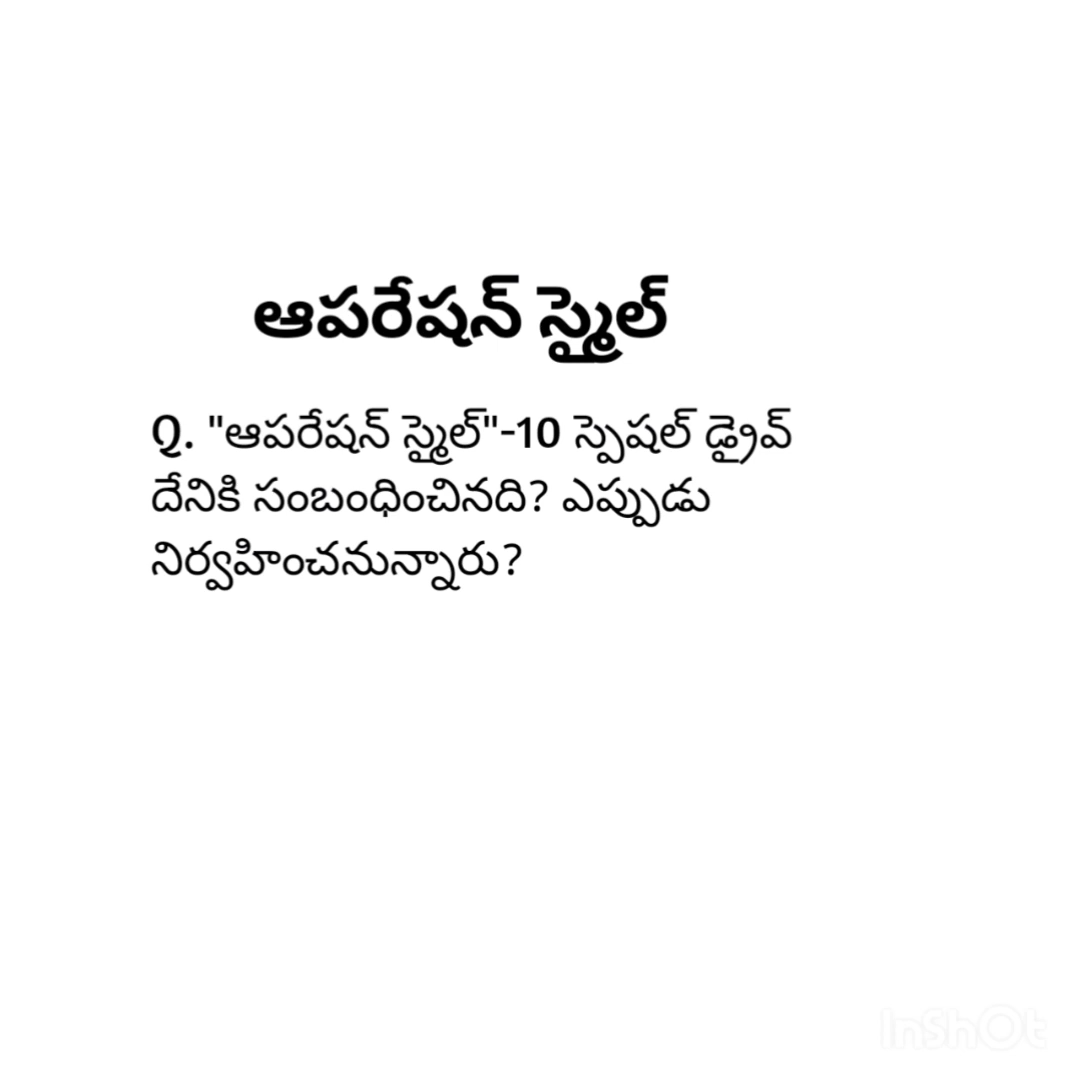 ఆపరేషన్ స్మైల్
Q. "ఆపరేషన్ స్మైల్"-10 స్పెషల్ డ్రైవ్
దేనికి సంబంధించినది? ఎప్పుడు
నిర్వహించనున్నారు?
InShOt